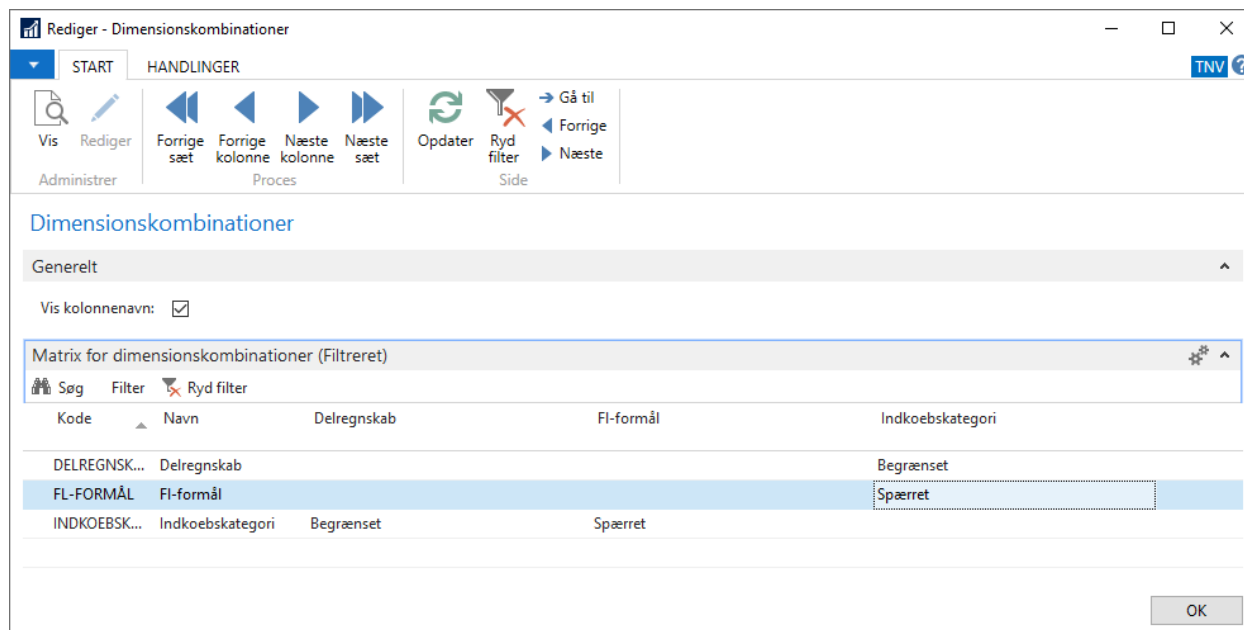 Rediger - Dimensionskombinationer
START HANDLINGER TNV
Vis Rediger Forrige sæt Forrige kolonne Næste kolonne Næste sæt Opdater Ryd filter
Gå til
Forrige
Næste
Administrer Proces Side
Dimensionskombinationer
Generelt
Vis kolonnenavn:
Matrix for dimensionskombinationer (Filtreret)
Søg Filter Ryd filter
Kode Navn Delregnskab Fl-formål Indkoebskategori
DELREGNSK... Delregnskab Begrænset
FL-FORMÅL Fl-formål Spærret
INDKOEBSK... Indkoebskategori Begrænset Spærret
OK